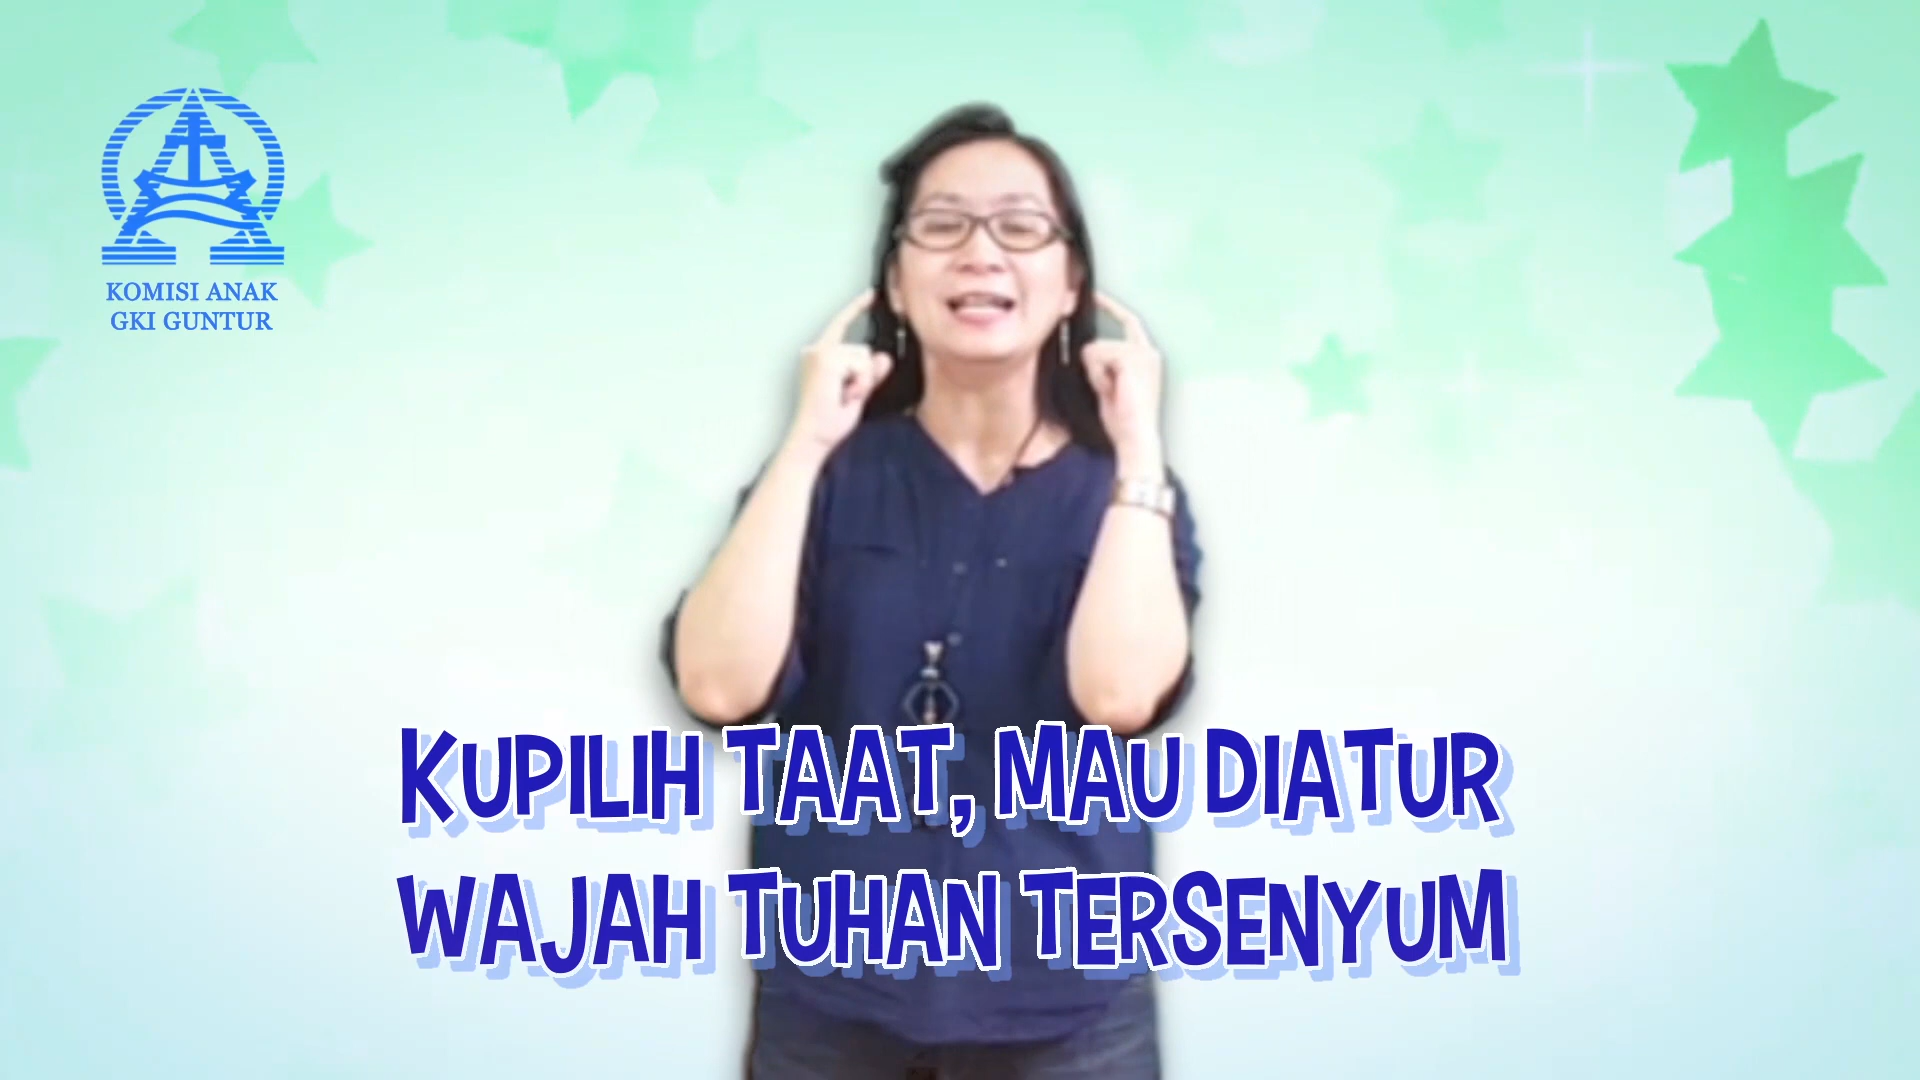 KOMISI ANAK
GKI GUNTUR
KUPILIH TAAT, MAU DIATUR
WAJAH TUHAN TERSENYUM